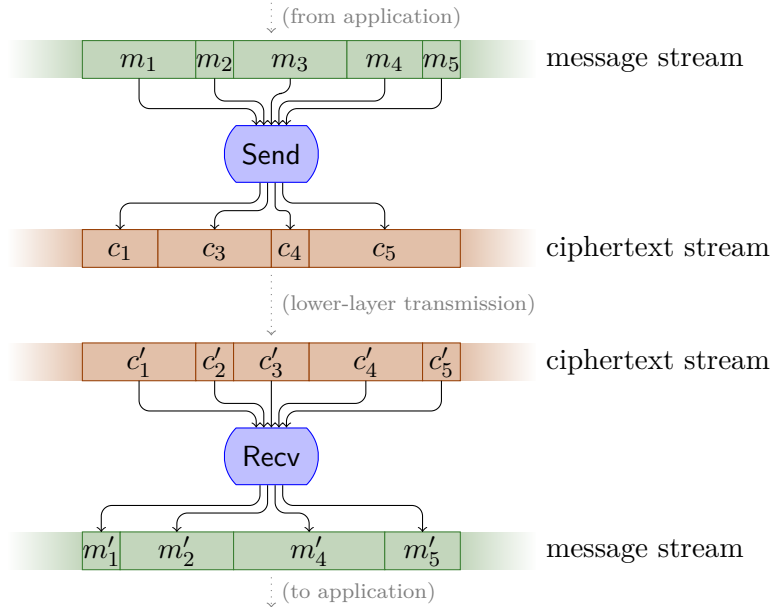 (from application)
m₁ m₂ m₃ m₄ m₅ message stream
Send
c₁ c₃ c₄ c₅ ciphertext stream
(lower-layer transmission)
c′₁ c′₂ c′₃ c′₄ c′₅ ciphertext stream
Recv
m′₁ m′₂ m′₄ m′₅ message stream
(to application)